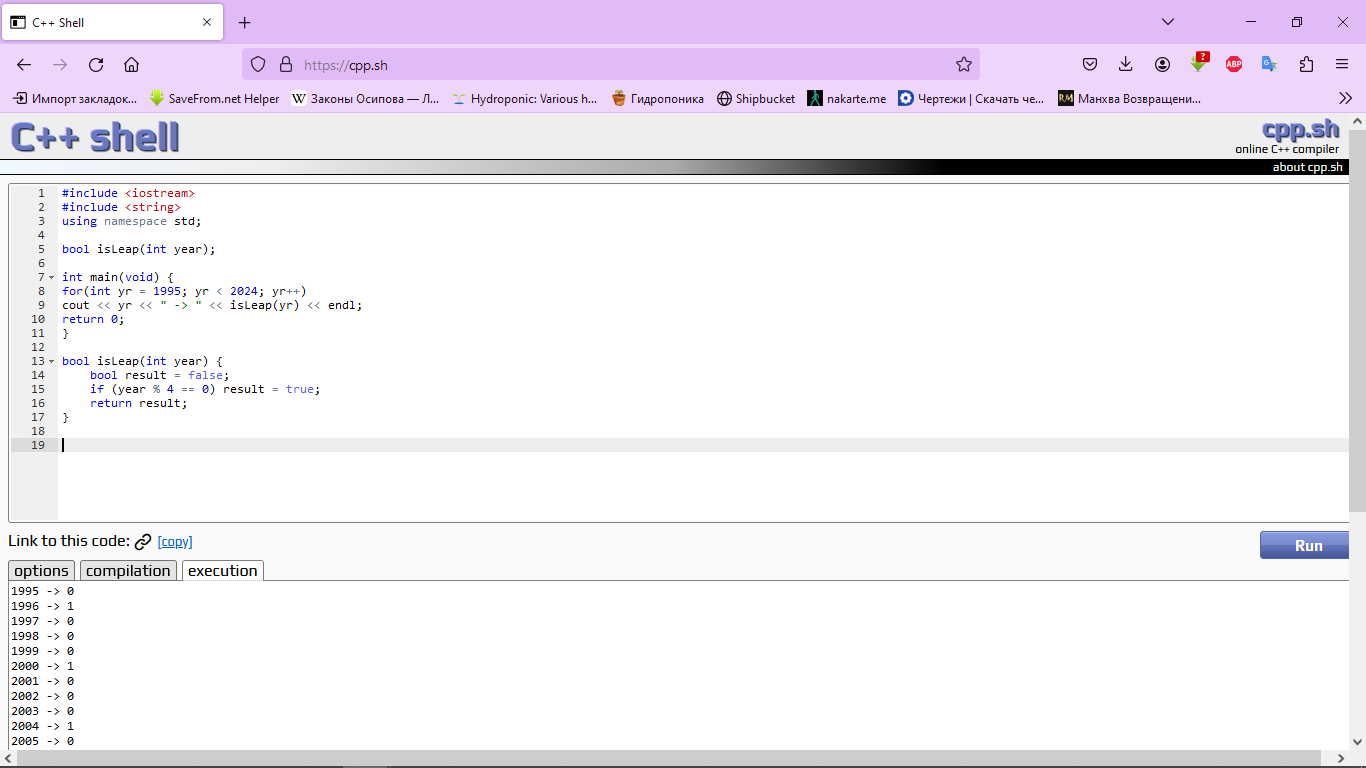 C++ Shell
https://cpp.sh
?
ABP
Импорт закладок... SaveFrom.net Helper W Законы Осипова — Л... Hydroponic: Various h... Гидропоника Shipbucket nakarte.me Чертежи | Скачать че... RM Манхва Возвращени...
C++ shell
cpp.sh
online C++ compiler
about cpp.sh
1 #include <iostream>
2 #include <string>
3 using namespace std;
4
5 bool isLeap(int year);
6
7 int main(void) {
8 for(int yr = 1995; yr < 2024; yr++)
9 cout << yr << " -> " << isLeap(yr) << endl;
10 return 0;
11 }
12
13 bool isLeap(int year) {
14     bool result = false;
15     if (year % 4 == 0) result = true;
16     return result;
17 }
18
19
Link to this code: [copy]
Run
options compilation execution
1995 -> 0
1996 -> 1
1997 -> 0
1998 -> 0
1999 -> 0
2000 -> 1
2001 -> 0
2002 -> 0
2003 -> 0
2004 -> 1
2005 -> 0